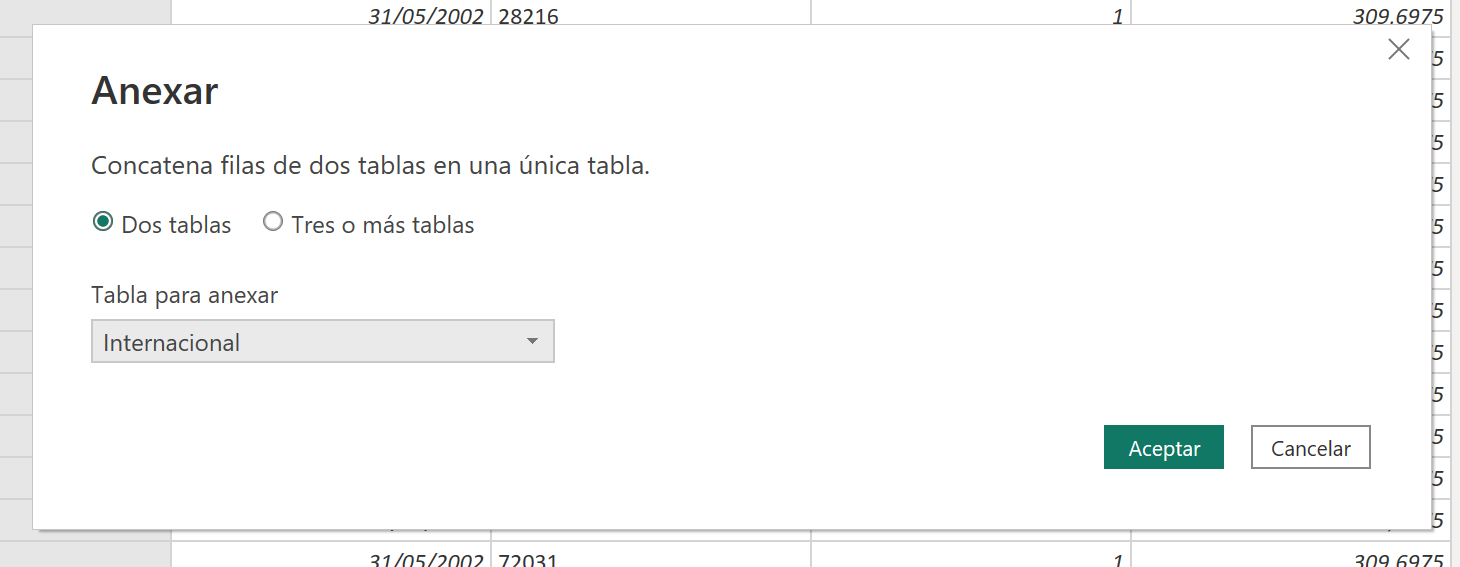 31/05/2002 28216 1 309.6975
Anexar
Concatena filas de dos tablas en una única tabla.
Dos tablas Tres o más tablas
Tabla para anexar
Internacional
Aceptar Cancelar
31/05/2002 72031 1 309.6975